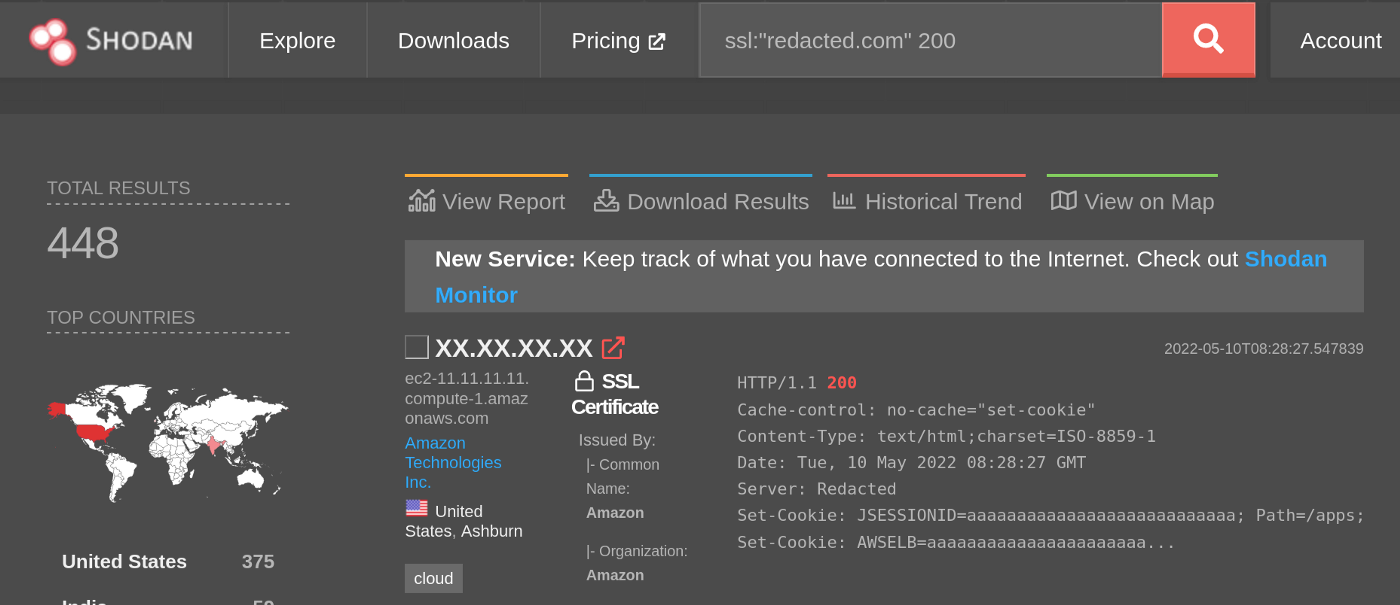 SHODAN
Explore
Downloads
Pricing
ssl:"redacted.com" 200
Account
TOTAL RESULTS
448
TOP COUNTRIES
United States 375
View Report
Download Results
Historical Trend
View on Map
New Service: Keep track of what you have connected to the Internet. Check out Shodan
Monitor
XX.XX.XX.XX
2022-05-10T08:28:27.547839
ec2-11.11.11.11.
compute-1.amaz
onaws.com
Amazon
Technologies
Inc.
United
States, Ashburn
cloud
SSL
Certificate
Issued By:
|- Common
Name:
Amazon
|- Organization:
Amazon
HTTP/1.1 200
Cache-control: no-cache="set-cookie"
Content-Type: text/html;charset=ISO-8859-1
Date: Tue, 10 May 2022 08:28:27 GMT
Server: Redacted
Set-Cookie: JSESSIONID=aaaaaaaaaaaaaaaaaaaaaaaaaaa; Path=/apps;
Set-Cookie: AWSELB=aaaaaaaaaaaaaaaaaaaaaa...